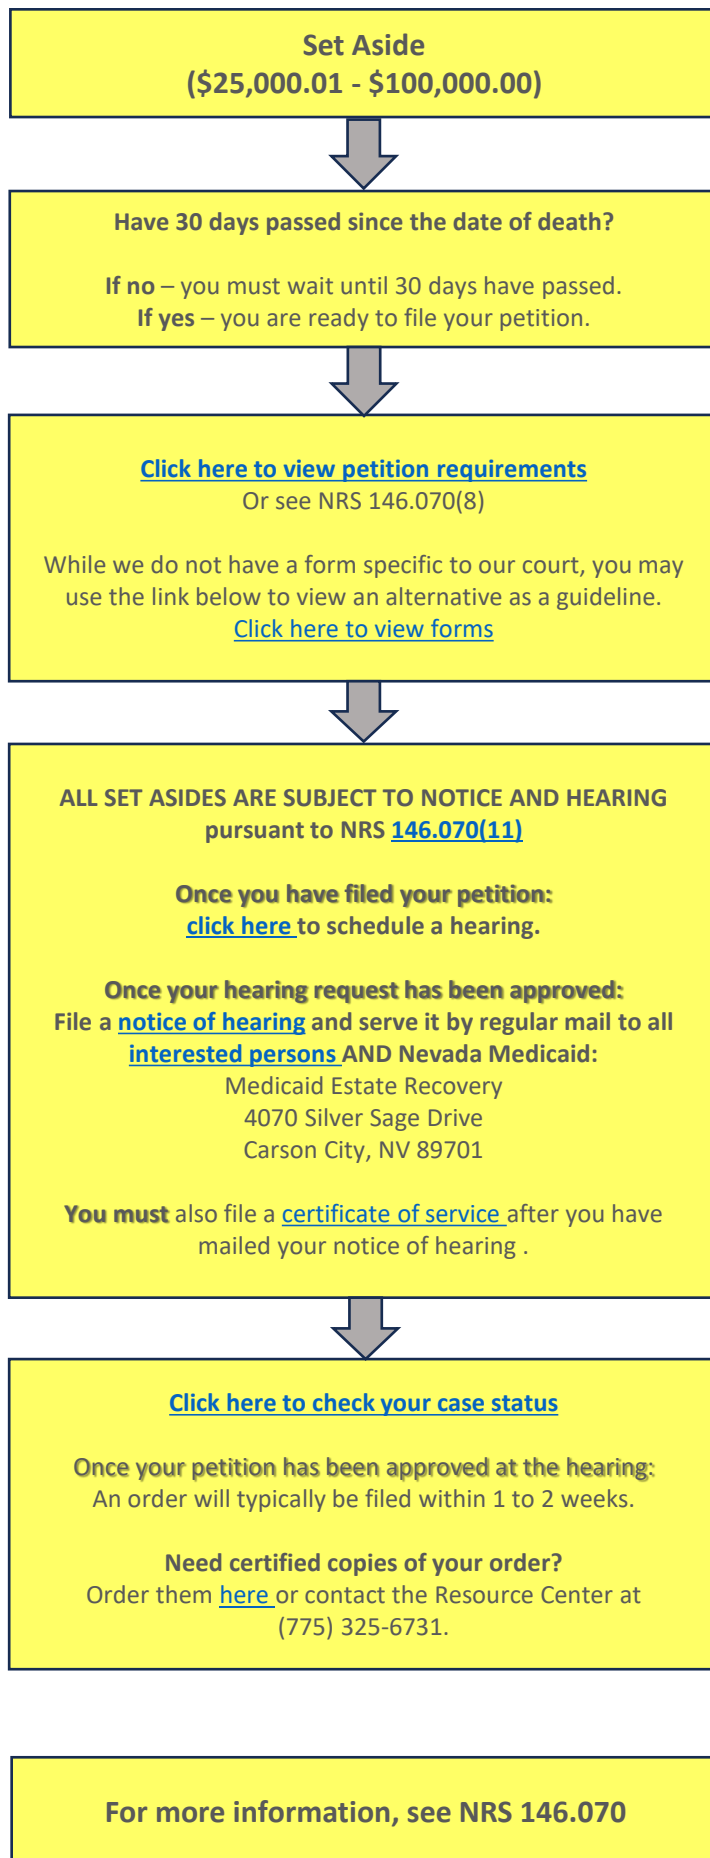 Set Aside
($25,000.01 - $100,000.00)
Have 30 days passed since the date of death?
If no – you must wait until 30 days have passed.
If yes – you are ready to file your petition.
Click here to view petition requirements
Or see NRS 146.070(8)
While we do not have a form specific to our court, you may
use the link below to view an alternative as a guideline.
Click here to view forms
ALL SET ASIDES ARE SUBJECT TO NOTICE AND HEARING
pursuant to NRS 146.070(11)
Once you have filed your petition:
click here to schedule a hearing.
Once your hearing request has been approved:
File a notice of hearing and serve it by regular mail to all
interested persons AND Nevada Medicaid:
Medicaid Estate Recovery
4070 Silver Sage Drive
Carson City, NV 89701
You must also file a certificate of service after you have
mailed your notice of hearing .
Click here to check your case status
Once your petition has been approved at the hearing:
An order will typically be filed within 1 to 2 weeks.
Need certified copies of your order?
Order them here or contact the Resource Center at
(775) 325-6731.
For more information, see NRS 146.070